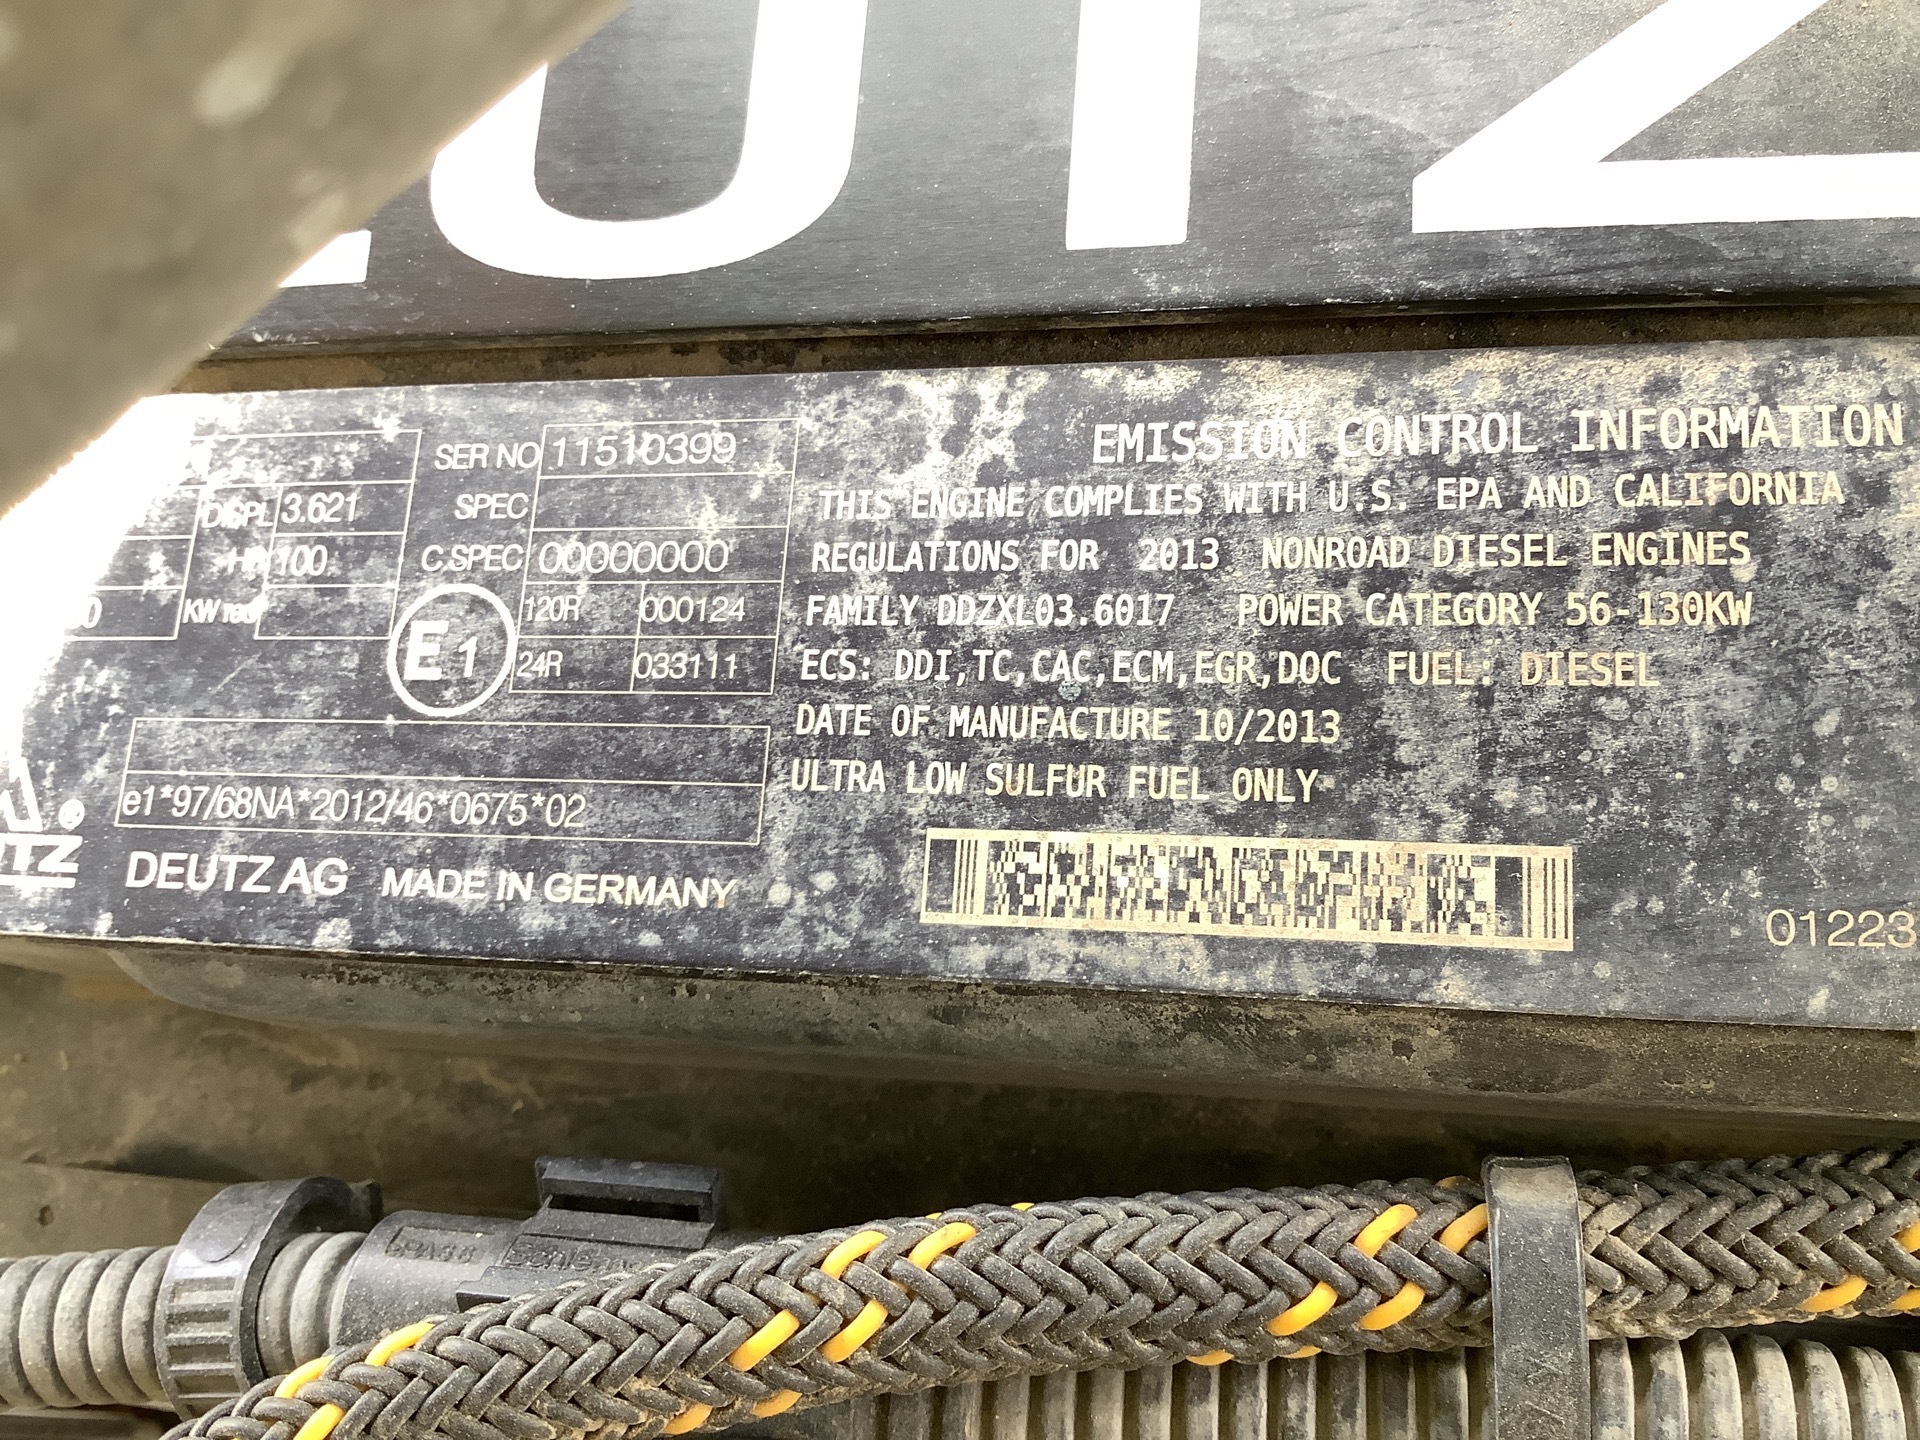 UTZ
SER NO 11510399
DISPL 3.621 SPEC
HP 100 C.SPEC 00000000
KW red E1 120R 000124
24R 033111
e1*97/68NA*2012/46*0675*02
UTZ ®
DEUTZ AG MADE IN GERMANY
EMISSION CONTROL INFORMATION
THIS ENGINE COMPLIES WITH U.S. EPA AND CALIFORNIA
REGULATIONS FOR 2013 NONROAD DIESEL ENGINES
FAMILY DDZXL03.6017 POWER CATEGORY 56-130KW
ECS: DDI,TC,CAC,ECM,EGR,DOC FUEL: DIESEL
DATE OF MANUFACTURE 10/2013
ULTRA LOW SULFUR FUEL ONLY
01223